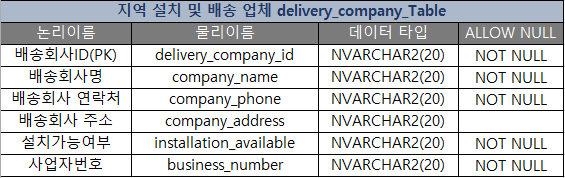 지역 설치 및 배송 업체 delivery_company_Table
논리이름 물리이름 데이터 타입 ALLOW NULL
배송회사ID(PK) delivery_company_id NVARCHAR2(20) NOT NULL
배송회사명 company_name NVARCHAR2(20) NOT NULL
배송회사 연락처 company_phone NVARCHAR2(20) NOT NULL
배송회사 주소 company_address NVARCHAR2(20)
설치가능여부 installation_available NVARCHAR2(20) NOT NULL
사업자번호 business_number NVARCHAR2(20) NOT NULL